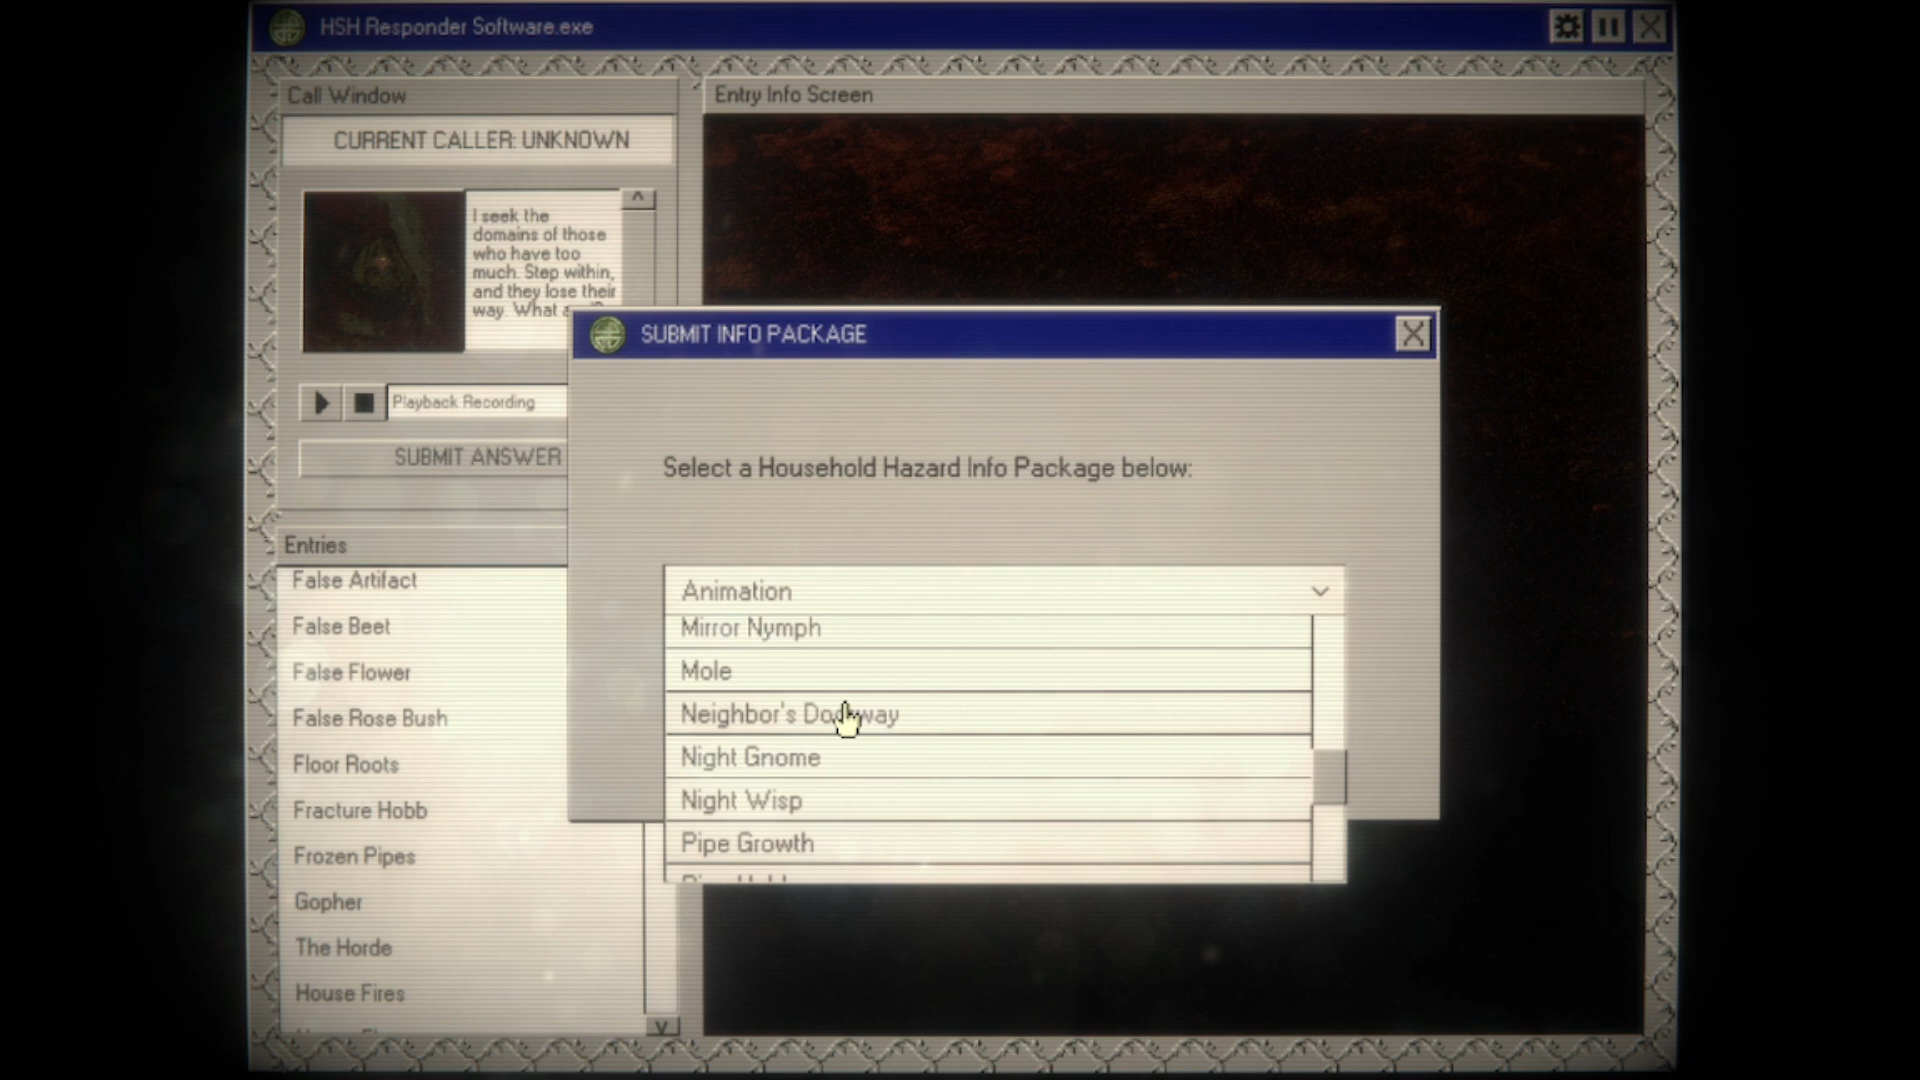 HSH Responder Software.exe
Call Window
CURRENT CALLER: UNKNOWN
I seek the
domains of those
who have too
much. Step within,
and they lose their
way. What
Playback Recording
SUBMIT ANSWER
Entries
False Artifact
False Beet
False Flower
False Rose Bush
Floor Roots
Fracture Hobb
Frozen Pipes
Gopher
The Horde
House Fires
Entry Info Screen
SUBMIT INFO PACKAGE
Select a Household Hazard Info Package below:
Animation
Mirror Nymph
Mole
Neighbor's Doorway
Night Gnome
Night Wisp
Pipe Growth